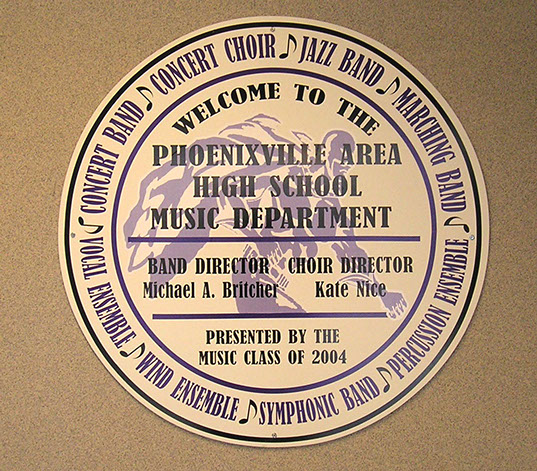 CONCERT BAND ♪ CONCERT CHOIR ♪ JAZZ BAND ♪ MARCHING BAND ♪
VOCAL ENSEMBLE ♪ WIND ENSEMBLE ♪ SYMPHONIC BAND ♪ PERCUSSION ENSEMBLE ♪
WELCOME TO THE
PHOENIXVILLE AREA
HIGH SCHOOL
MUSIC DEPARTMENT
BAND DIRECTOR CHOIR DIRECTOR
Michael A. Britcher Kate Nice
PRESENTED BY THE
MUSIC CLASS OF 2004